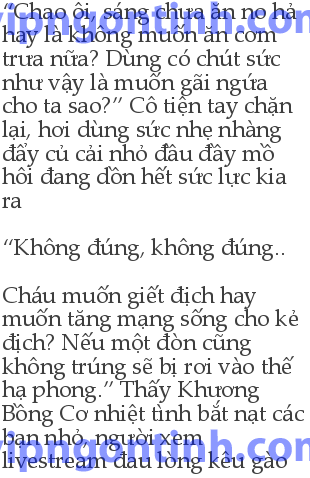 “Chao ôi, sáng chưa ăn no hả
hay là không muốn ăn cơm
trưa nữa? Dùng có chút sức
như vậy là muốn gãi ngứa
cho ta sao?” Cô tiện tay chặn
lại, hơi dùng sức nhẹ nhàng
đẩy củ cải nhỏ đầu đầy mồ
hôi đang dồn hết sức lực kia
ra
“Không đúng, không đúng..
Cháu muốn giết địch hay
muốn tăng mạng sống cho kẻ
địch? Nếu một đòn cũng
không trúng sẽ bị rơi vào thế
hạ phong.” Thấy Khương
Bồng Cơ nhiệt tình bắt nạt các
bạn nhỏ, người xem
livestream đau lòng kêu gào
vipngontinh.com
vipngontinh.com